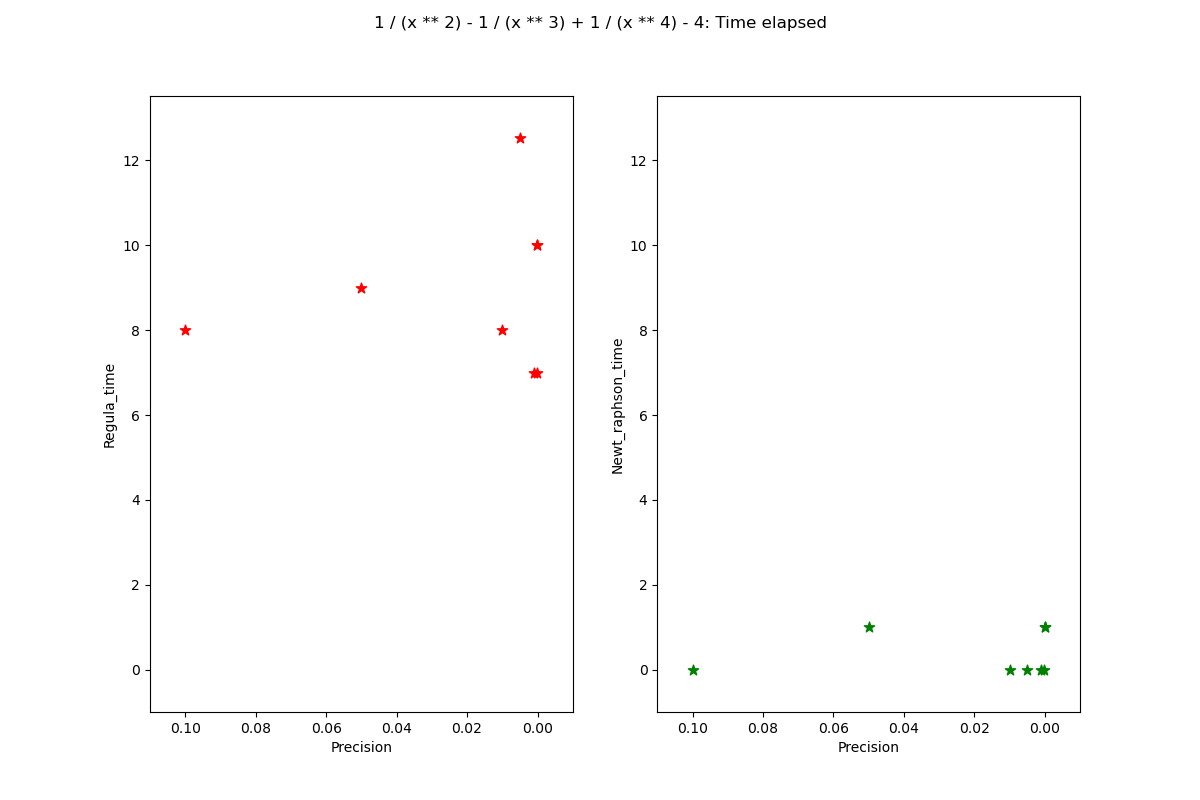 1 / (x ** 2) - 1 / (x ** 3) + 1 / (x ** 4) - 4: Time elapsed
Regula_time
12
10
8
6
4
2
0
0.10 0.08 0.06 0.04 0.02 0.00
Precision
Newt_raphson_time
12
10
8
6
4
2
0
0.10 0.08 0.06 0.04 0.02 0.00
Precision